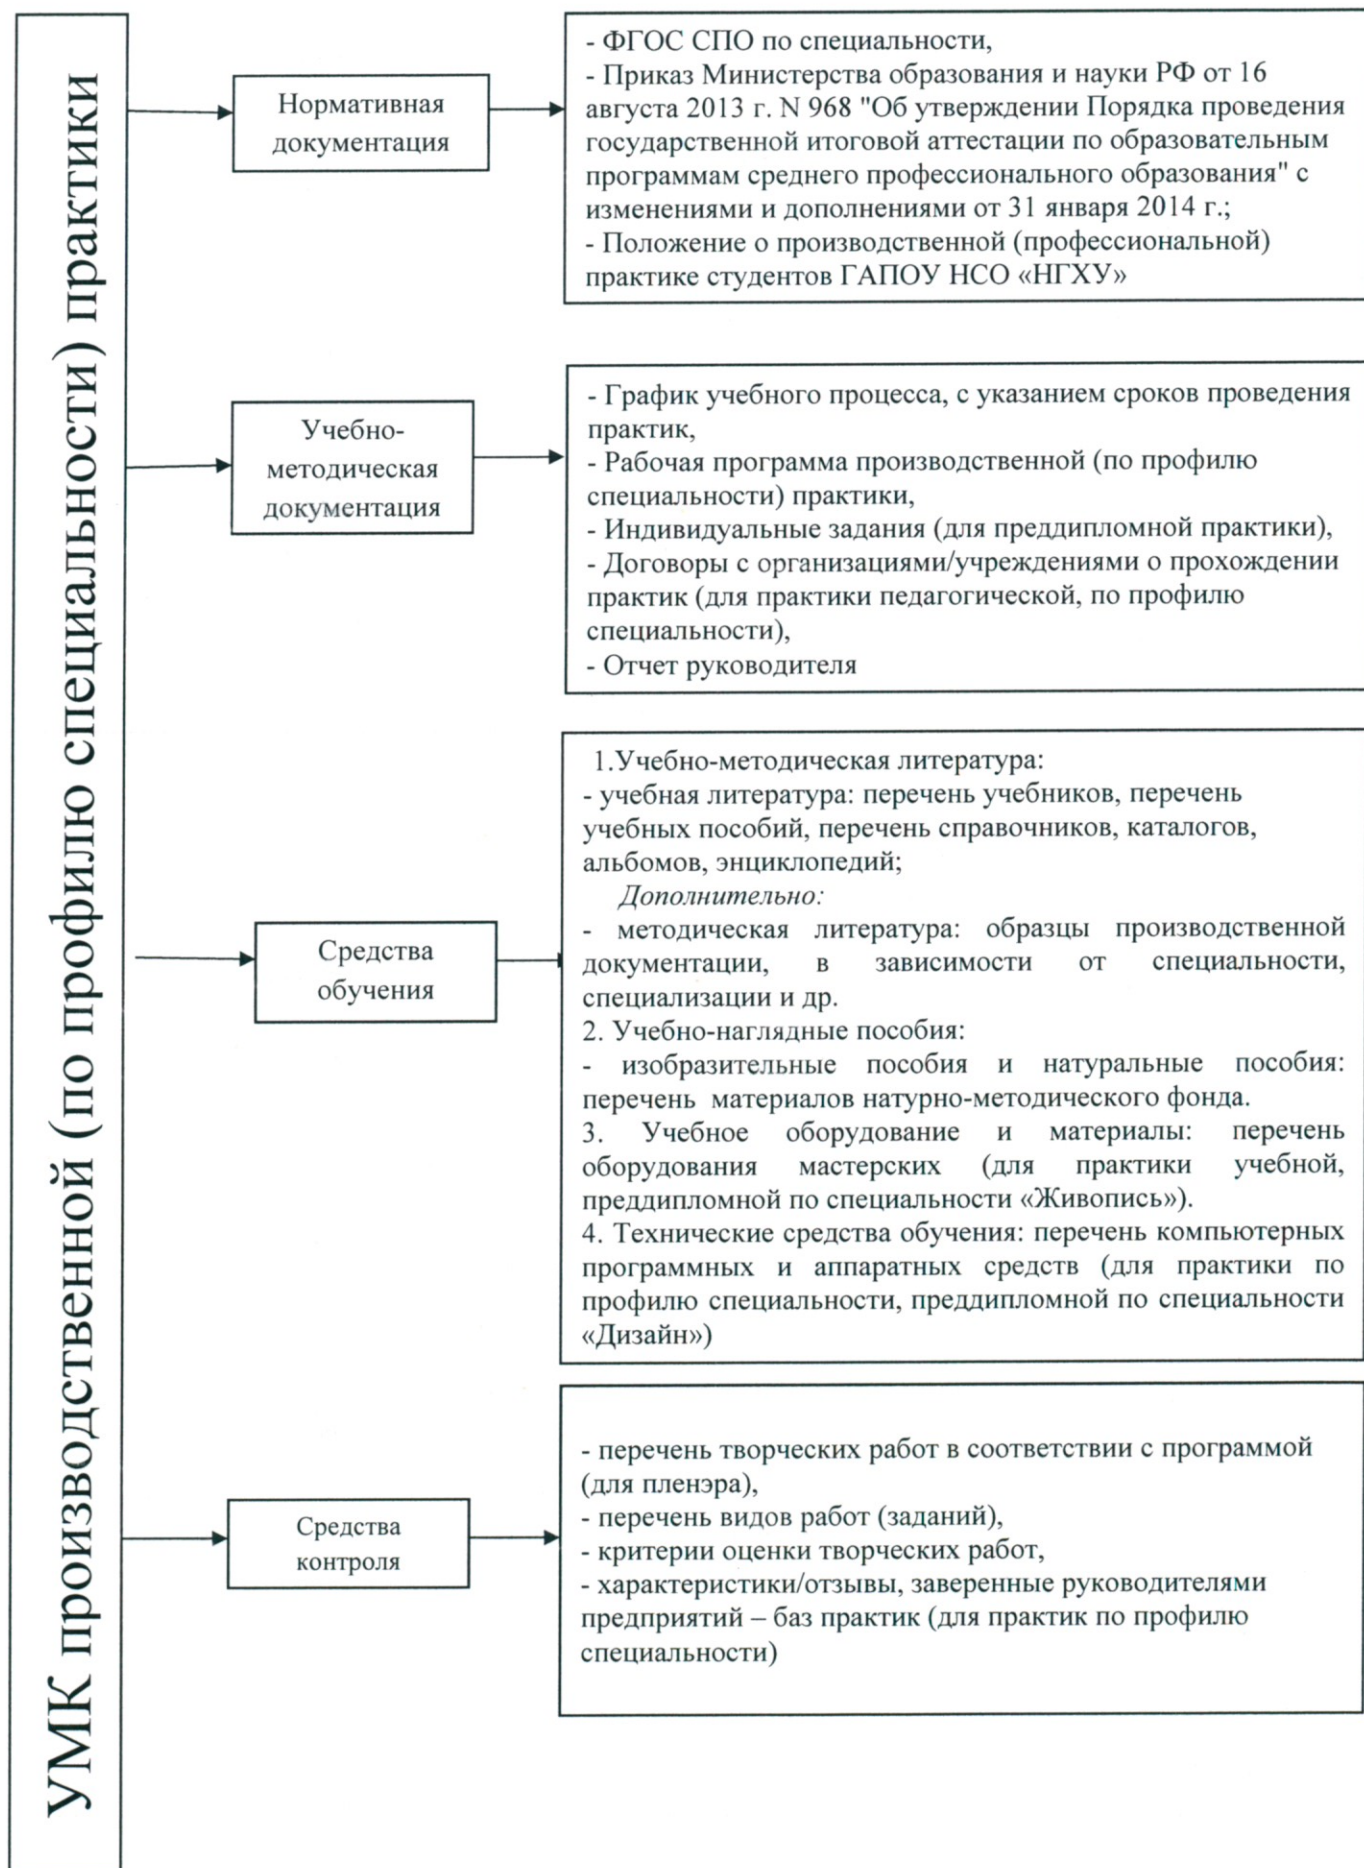 УМК производственной (по профилю специальности) практики
Нормативная
документация
- ФГОС СПО по специальности,
- Приказ Министерства образования и науки РФ от 16
августа 2013 г. N 968 "Об утверждении Порядка проведения
государственной итоговой аттестации по образовательным
программам среднего профессионального образования" с
изменениями и дополнениями от 31 января 2014 г.;
- Положение о производственной (профессиональной)
практике студентов ГАПОУ НСО «НГХУ»
Учебно-
методическая
документация
- График учебного процесса, с указанием сроков проведения
практик,
- Рабочая программа производственной (по профилю
специальности) практики,
- Индивидуальные задания (для преддипломной практики),
- Договоры с организациями/учреждениями о прохождении
практик (для практики педагогической, по профилю
специальности),
- Отчет руководителя
Средства
обучения
1.Учебно-методическая литература:
- учебная литература: перечень учебников, перечень
учебных пособий, перечень справочников, каталогов,
альбомов, энциклопедий;
Дополнительно:
- методическая литература: образцы производственной
документации, в зависимости от специальности,
специализации и др.
2. Учебно-наглядные пособия:
- изобразительные пособия и натуральные пособия:
перечень материалов натурно-методического фонда.
3. Учебное оборудование и материалы: перечень
оборудования мастерских (для практики учебной,
преддипломной по специальности «Живопись»).
4. Технические средства обучения: перечень компьютерных
программных и аппаратных средств (для практики по
профилю специальности, преддипломной по специальности
«Дизайн»)
Средства
контроля
- перечень творческих работ в соответствии с программой
(для пленэра),
- перечень видов работ (заданий),
- критерии оценки творческих работ,
- характеристики/отзывы, заверенные руководителями
предприятий – баз практик (для практик по профилю
специальности)